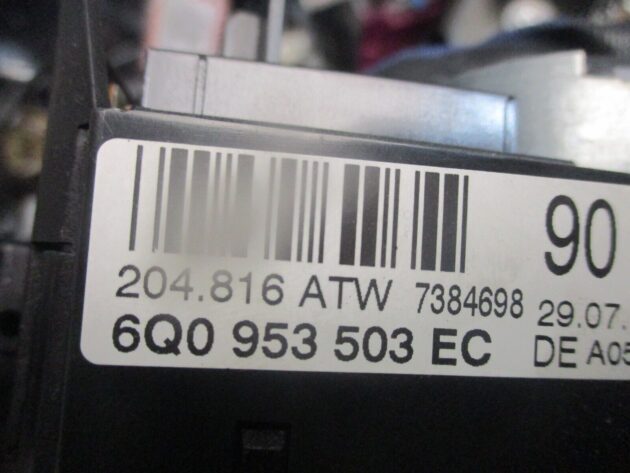 90
204.816 ATW 7384698 29.07.
6Q0 953 503 EC DE A05